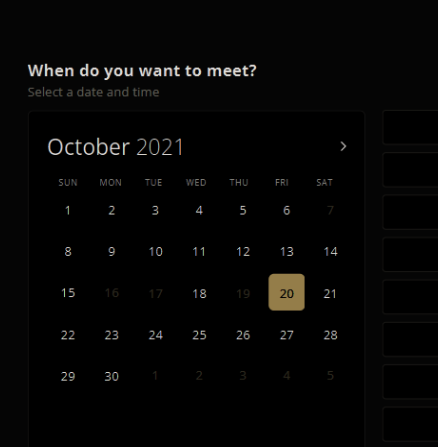 When do you want to meet?
Select a date and time
October 2021
SUN MON TUE WED THU FRI SAT
1 2 3 4 5 6 7
8 9 10 11 12 13 14
15 16 17 18 19 20 21
22 23 24 25 26 27 28
29 30 1 2 3 4 5